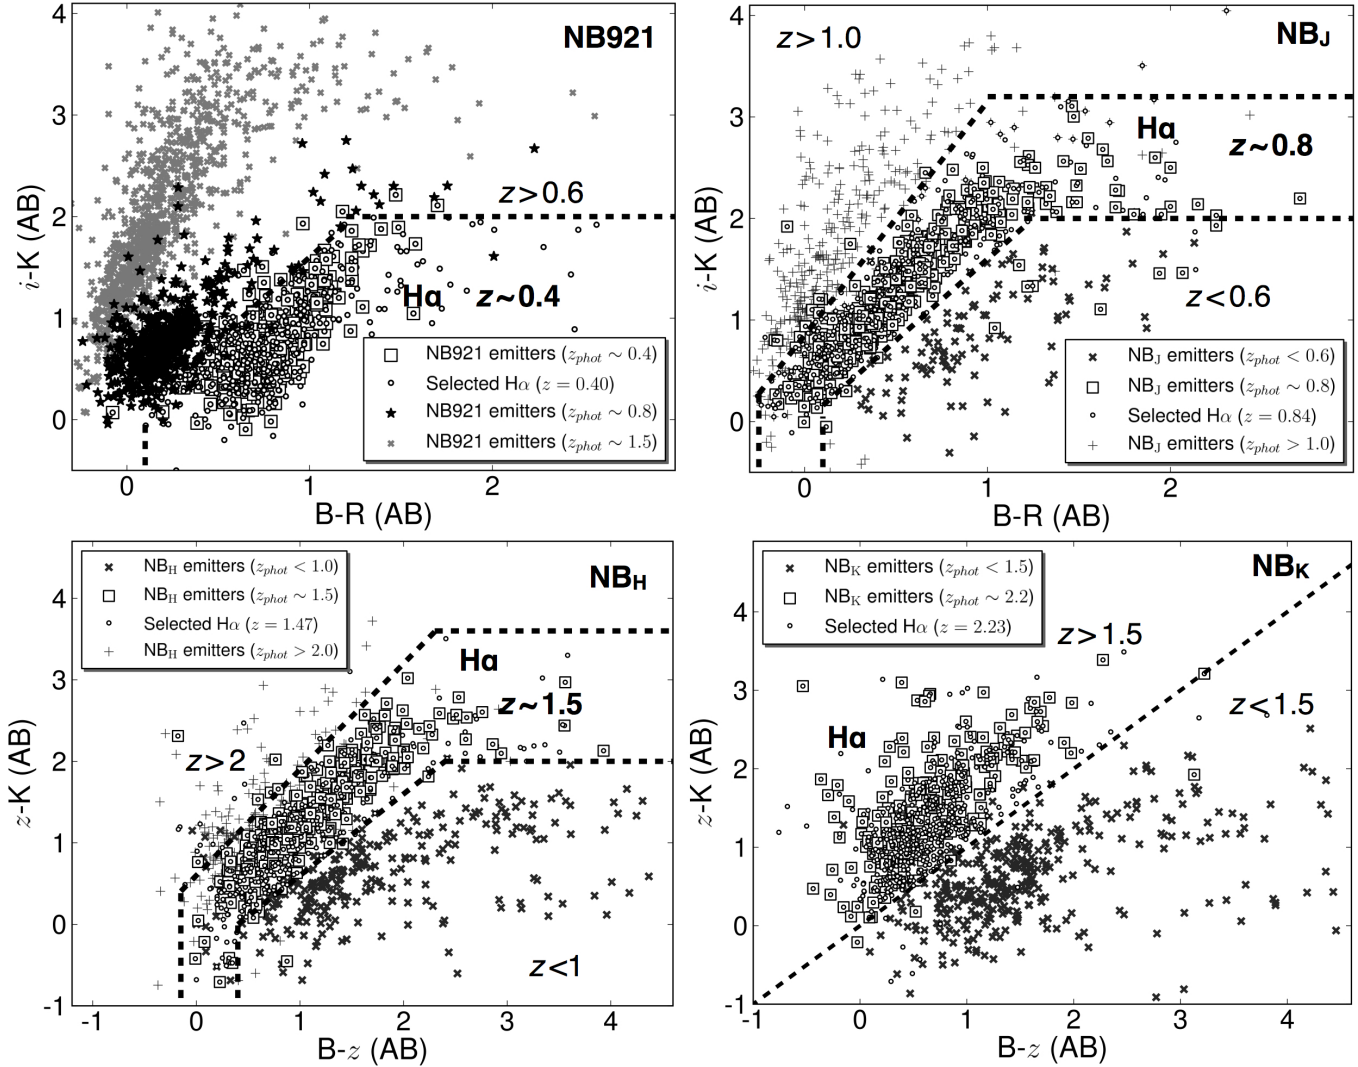 NB921
4
3
2
1
0
i-K (AB)
z>0.6
Hα
z~0.4
NB921 emitters (z_phot ∼ 0.4)
Selected Hα (z = 0.40)
NB921 emitters (z_phot ∼ 0.8)
NB921 emitters (z_phot ∼ 1.5)
0 1 2
B-R (AB)
z>1.0
NB_J
4
3
2
1
0
i-K (AB)
Hα
z~0.8
z<0.6
NB_J emitters (z_phot < 0.6)
NB_J emitters (z_phot ∼ 0.8)
Selected Hα (z = 0.84)
NB_J emitters (z_phot > 1.0)
0 1 2
B-R (AB)
NB_H emitters (z_phot < 1.0)
NB_H emitters (z_phot ∼ 1.5)
Selected Hα (z = 1.47)
NB_H emitters (z_phot > 2.0)
NB_H
4
3
2
1
0
-1
z-K (AB)
Hα
z~1.5
z>2
z<1
-1 0 1 2 3 4
B-z (AB)
NB_K emitters (z_phot < 1.5)
NB_K emitters (z_phot ∼ 2.2)
Selected Hα (z = 2.23)
NB_K
4
3
2
1
0
-1
z-K (AB)
z>1.5
z<1.5
Hα
-1 0 1 2 3 4
B-z (AB)